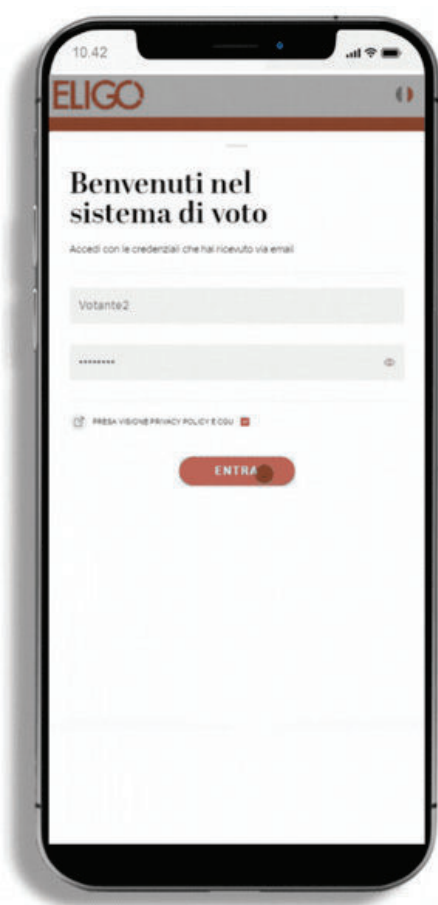 10.42
ELIGO
Benvenuti nel
sistema di voto
Accedi con le credenziali che hai ricevuto via email
Votante2
••••••••
PRESA VISIONE PRIVACY POLICY E CGU
ENTRA